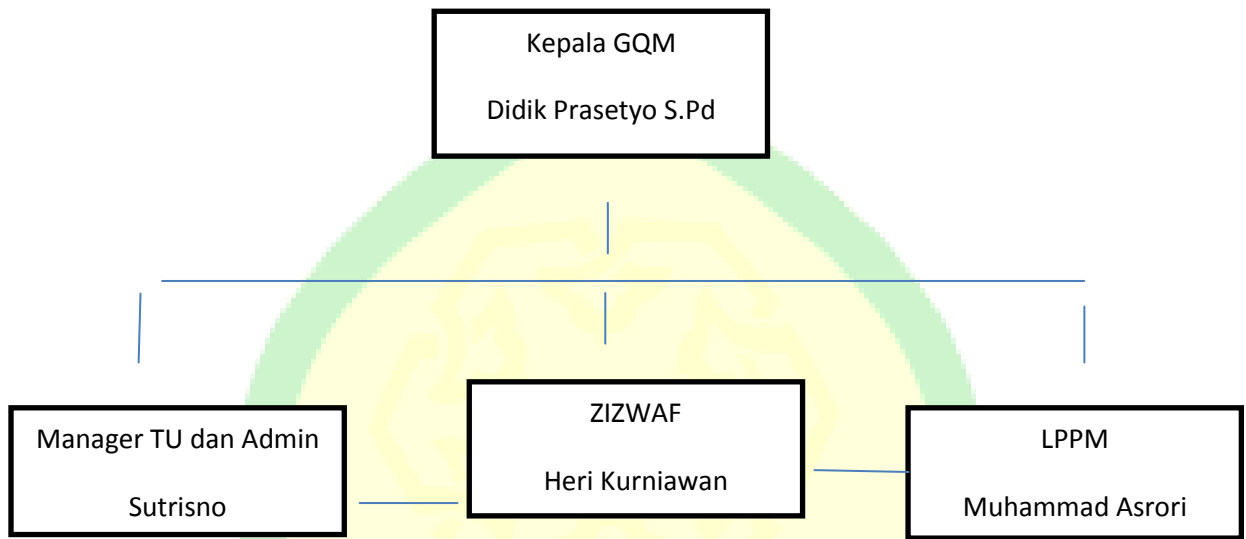 Kepala GQM
Didik Prasetyo S.Pd
Manager TU dan Admin
Sutrisno
ZIZWAF
Heri Kurniawan
LPPM
Muhammad Asrori